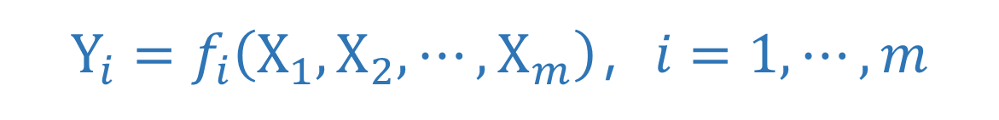 Yᵢ = fᵢ(X₁, X₂, ⋯, Xₘ), i = 1, ⋯, m